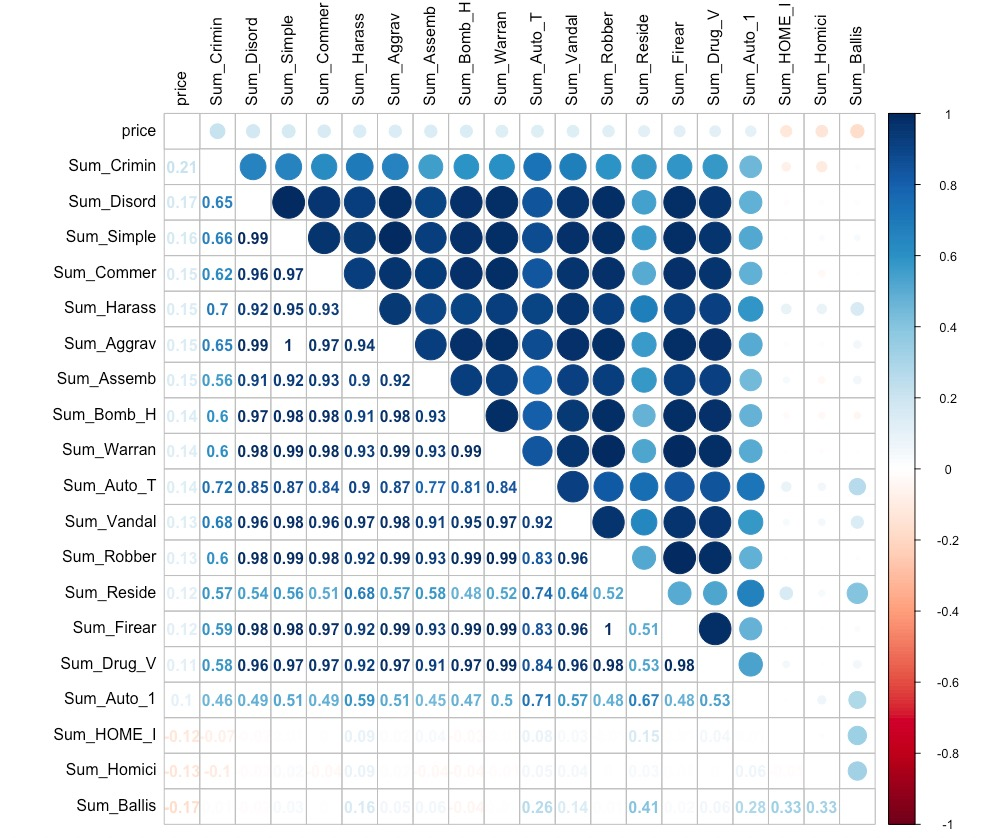 price Sum_Crimin Sum_Disord Sum_Simple Sum_Commer Sum_Harass Sum_Aggrav Sum_Assemb Sum_Bomb_H Sum_Warran Sum_Auto_T Sum_Vandal Sum_Robber Sum_Reside Sum_Firear Sum_Drug_V Sum_Auto_1 Sum_HOME_I Sum_Homici Sum_Ballis
1
price
Sum_Crimin 0.21
0.8
Sum_Disord 0.17 0.65
Sum_Simple 0.16 0.66 0.99
0.6
Sum_Commer 0.15 0.62 0.96 0.97
Sum_Harass 0.15 0.7 0.92 0.95 0.93
0.4
Sum_Aggrav 0.15 0.65 0.99 1 0.97 0.94
Sum_Assemb 0.15 0.56 0.91 0.92 0.93 0.9 0.92
0.2
Sum_Bomb_H 0.14 0.6 0.97 0.98 0.98 0.91 0.98 0.93
Sum_Warran 0.14 0.6 0.98 0.99 0.98 0.93 0.99 0.93 0.99
0
Sum_Auto_T 0.14 0.72 0.85 0.87 0.84 0.9 0.87 0.77 0.81 0.84
Sum_Vandal 0.13 0.68 0.96 0.98 0.96 0.97 0.98 0.91 0.95 0.97 0.92
-0.2
Sum_Robber 0.13 0.6 0.98 0.99 0.98 0.92 0.99 0.93 0.99 0.99 0.83 0.96
Sum_Reside 0.12 0.57 0.54 0.56 0.51 0.68 0.57 0.58 0.48 0.52 0.74 0.64 0.52
-0.4
Sum_Firear 0.12 0.59 0.98 0.98 0.97 0.92 0.99 0.93 0.99 0.99 0.83 0.96 1 0.51
Sum_Drug_V 0.11 0.58 0.96 0.97 0.97 0.92 0.97 0.91 0.97 0.99 0.84 0.96 0.98 0.53 0.98
-0.6
Sum_Auto_1 0.1 0.46 0.49 0.51 0.49 0.59 0.51 0.45 0.47 0.5 0.71 0.57 0.48 0.67 0.48 0.53
Sum_HOME_I -0.12 -0.07 0.09 0.08 0.15
-0.8
Sum_Homici -0.13 -0.1 0.09 0.06
Sum_Ballis -0.17 0.16 0.26 0.14 0.41 0.28 0.33 0.33
-1